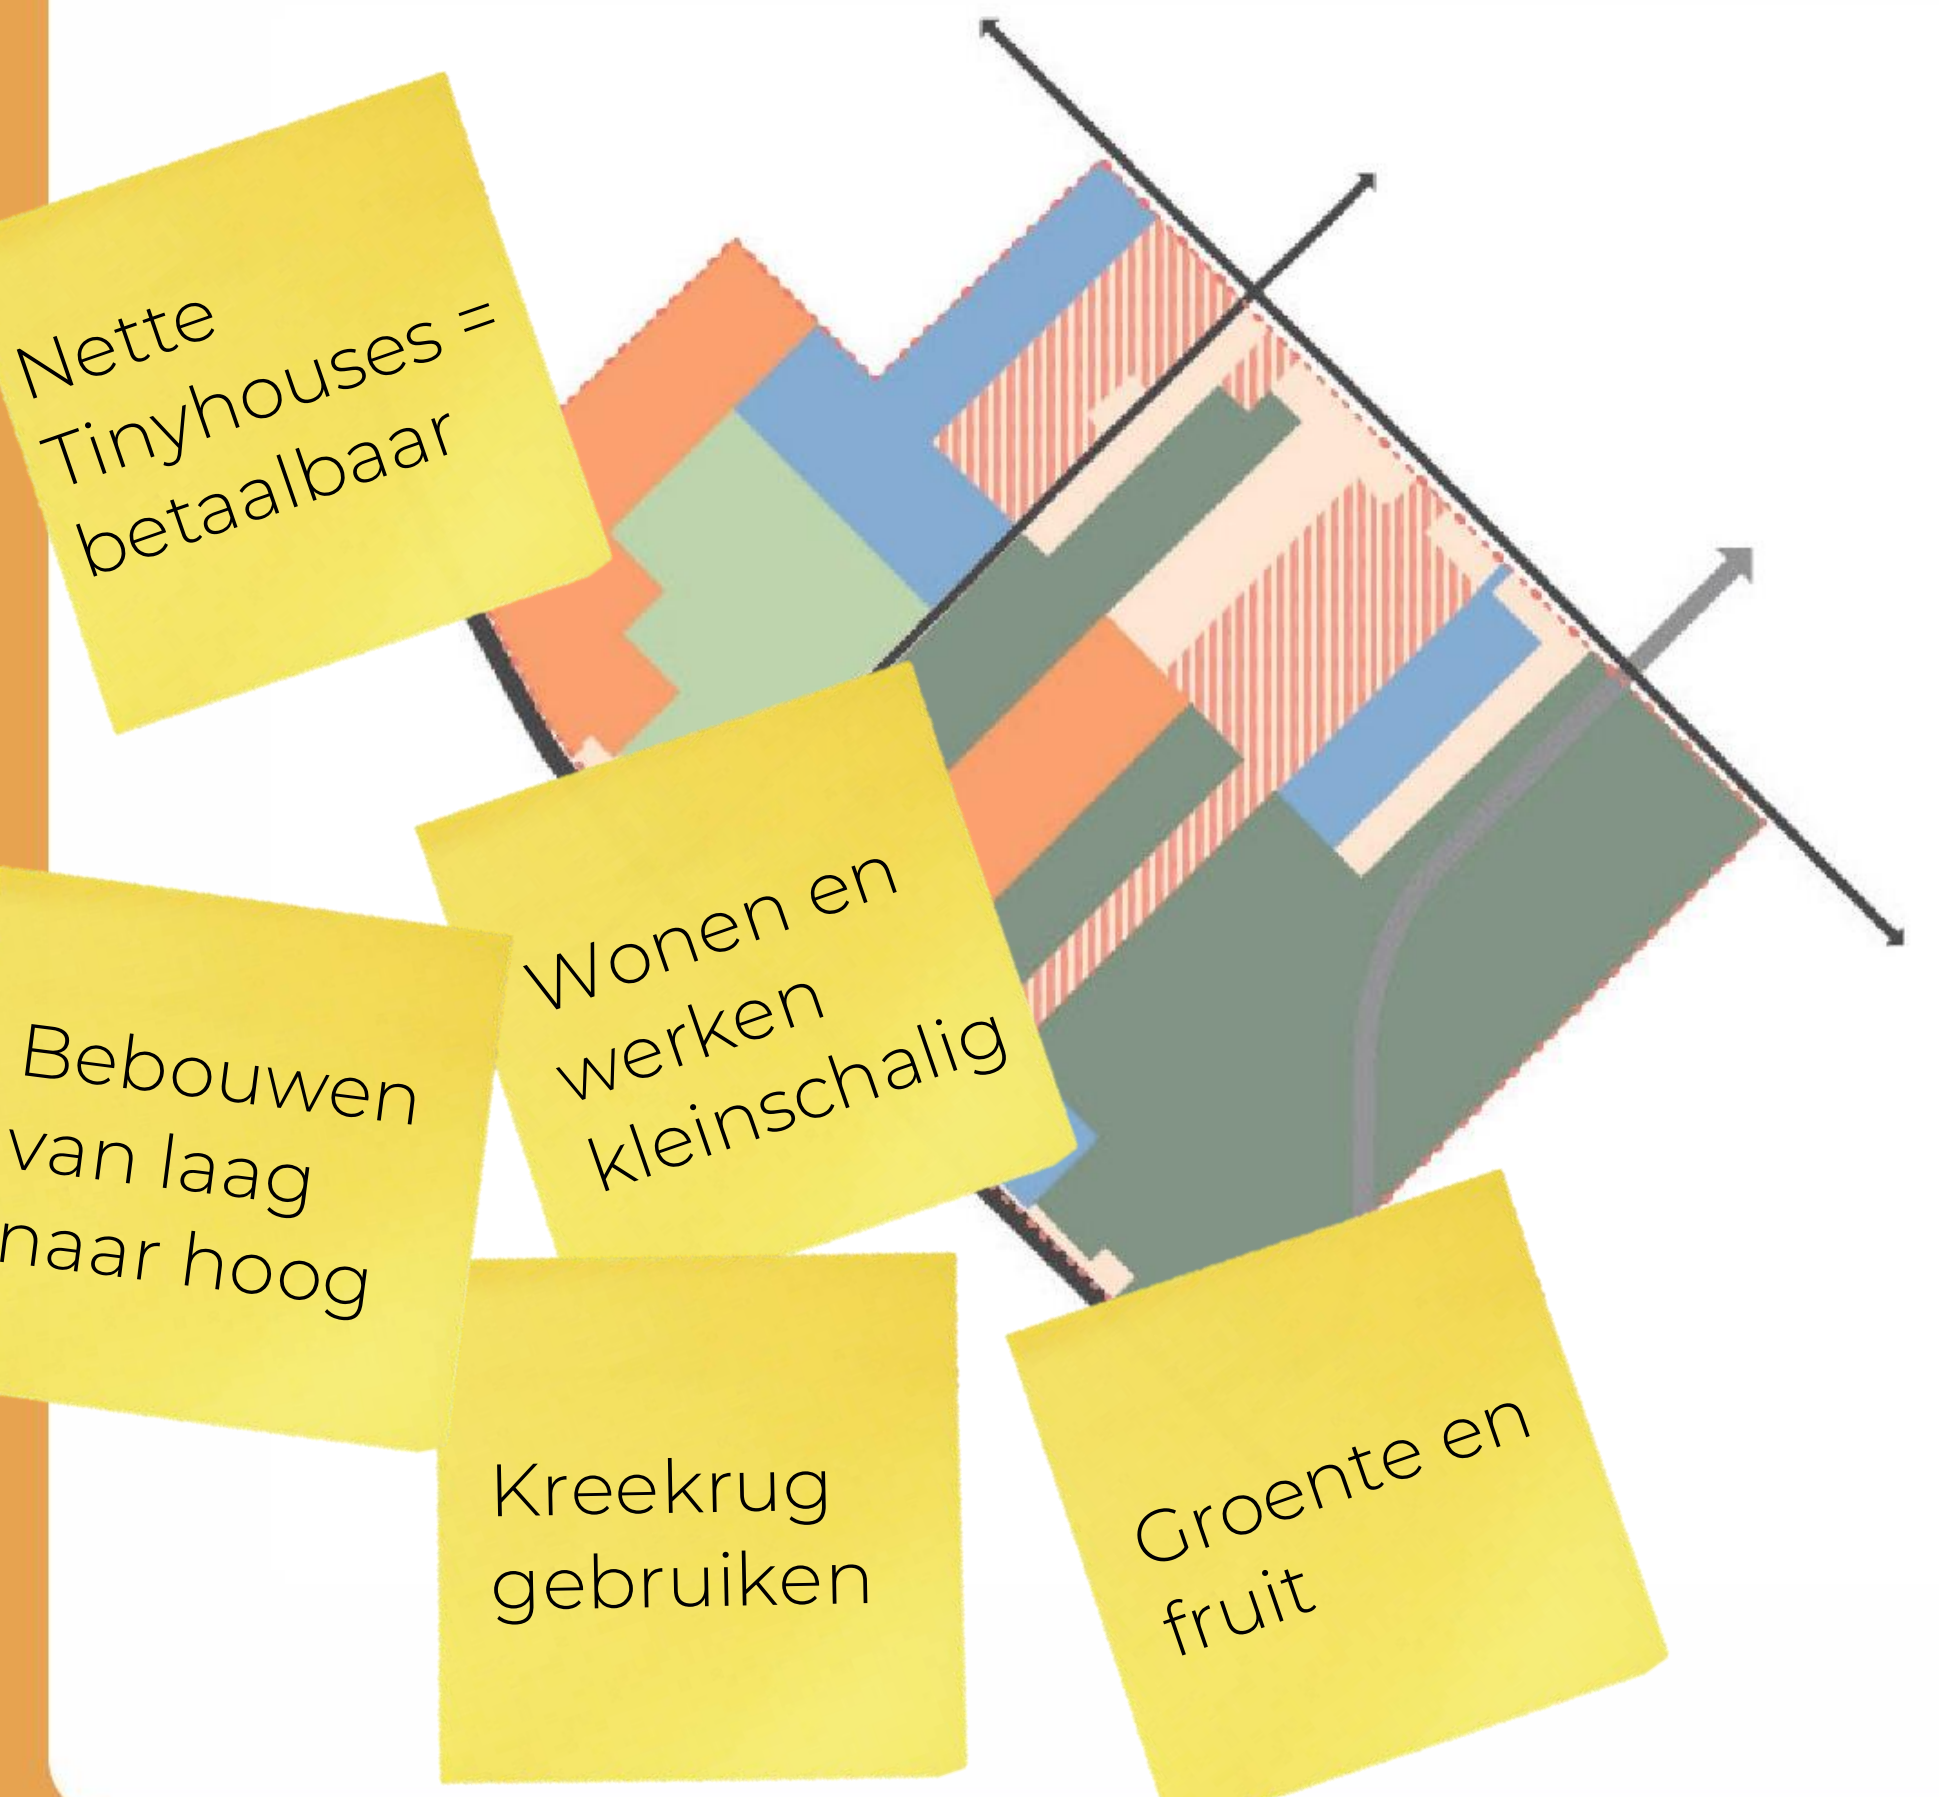 Nette
Tinyhouses =
betaalbaar
Wonen en
werken
kleinschalig
Bebouwen
van laag
naar hoog
Kreekrug
gebruiken
Groente en
fruit